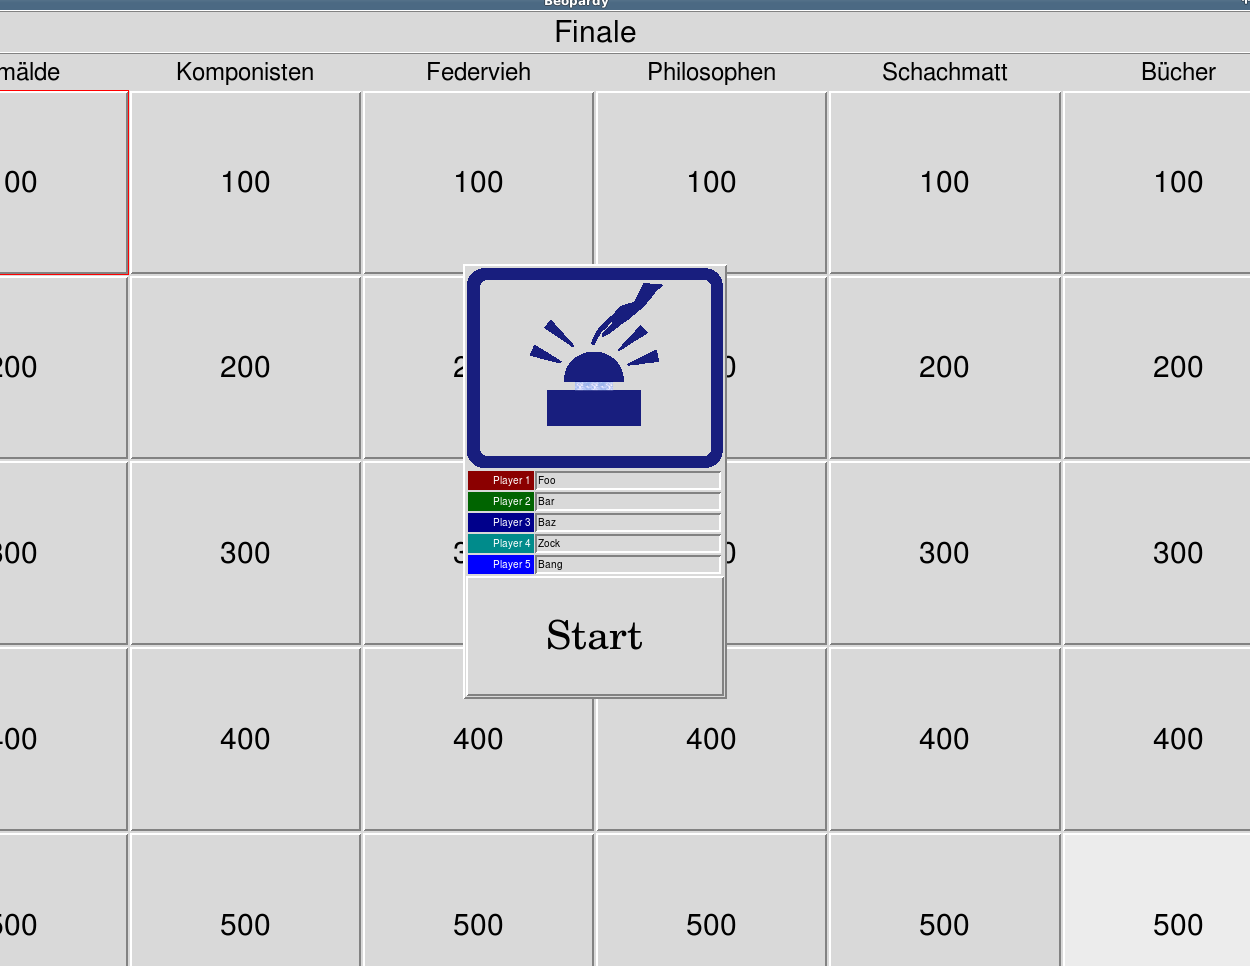 Beopardy
Finale
mälde Komponisten Federvieh Philosophen Schachmatt Bücher
00 100 100 100 100 100
200 200 2 0 200 200
300 300 3 0 300 300
Player 1 Foo
Player 2 Bar
Player 3 Baz
Player 4 Zock
Player 5 Bang
Start
400 400 400 400 400 400
500 500 500 500 500 500